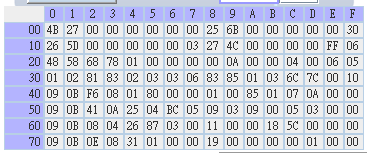 0 1 2 3 4 5 6 7 8 9 A B C D E F
00 4B 27 00 00 00 00 00 00 25 6B 00 00 00 00 00 30
10 26 5D 00 00 00 00 00 03 27 4C 00 00 00 00 FF 06
20 48 58 68 78 01 00 00 00 00 0A 00 00 04 00 06 05
30 01 02 81 83 02 03 03 06 83 85 01 03 6C 7C 00 10
40 09 0B F6 08 01 80 00 00 01 00 85 01 07 0A 00 00
50 09 0B 41 0A 25 04 BC 05 09 03 09 00 05 03 00 00
60 09 0B 08 04 26 87 03 00 11 00 00 18 5C 00 00 00
70 09 0B 0E 08 31 01 00 00 19 00 00 00 00 01 00 00